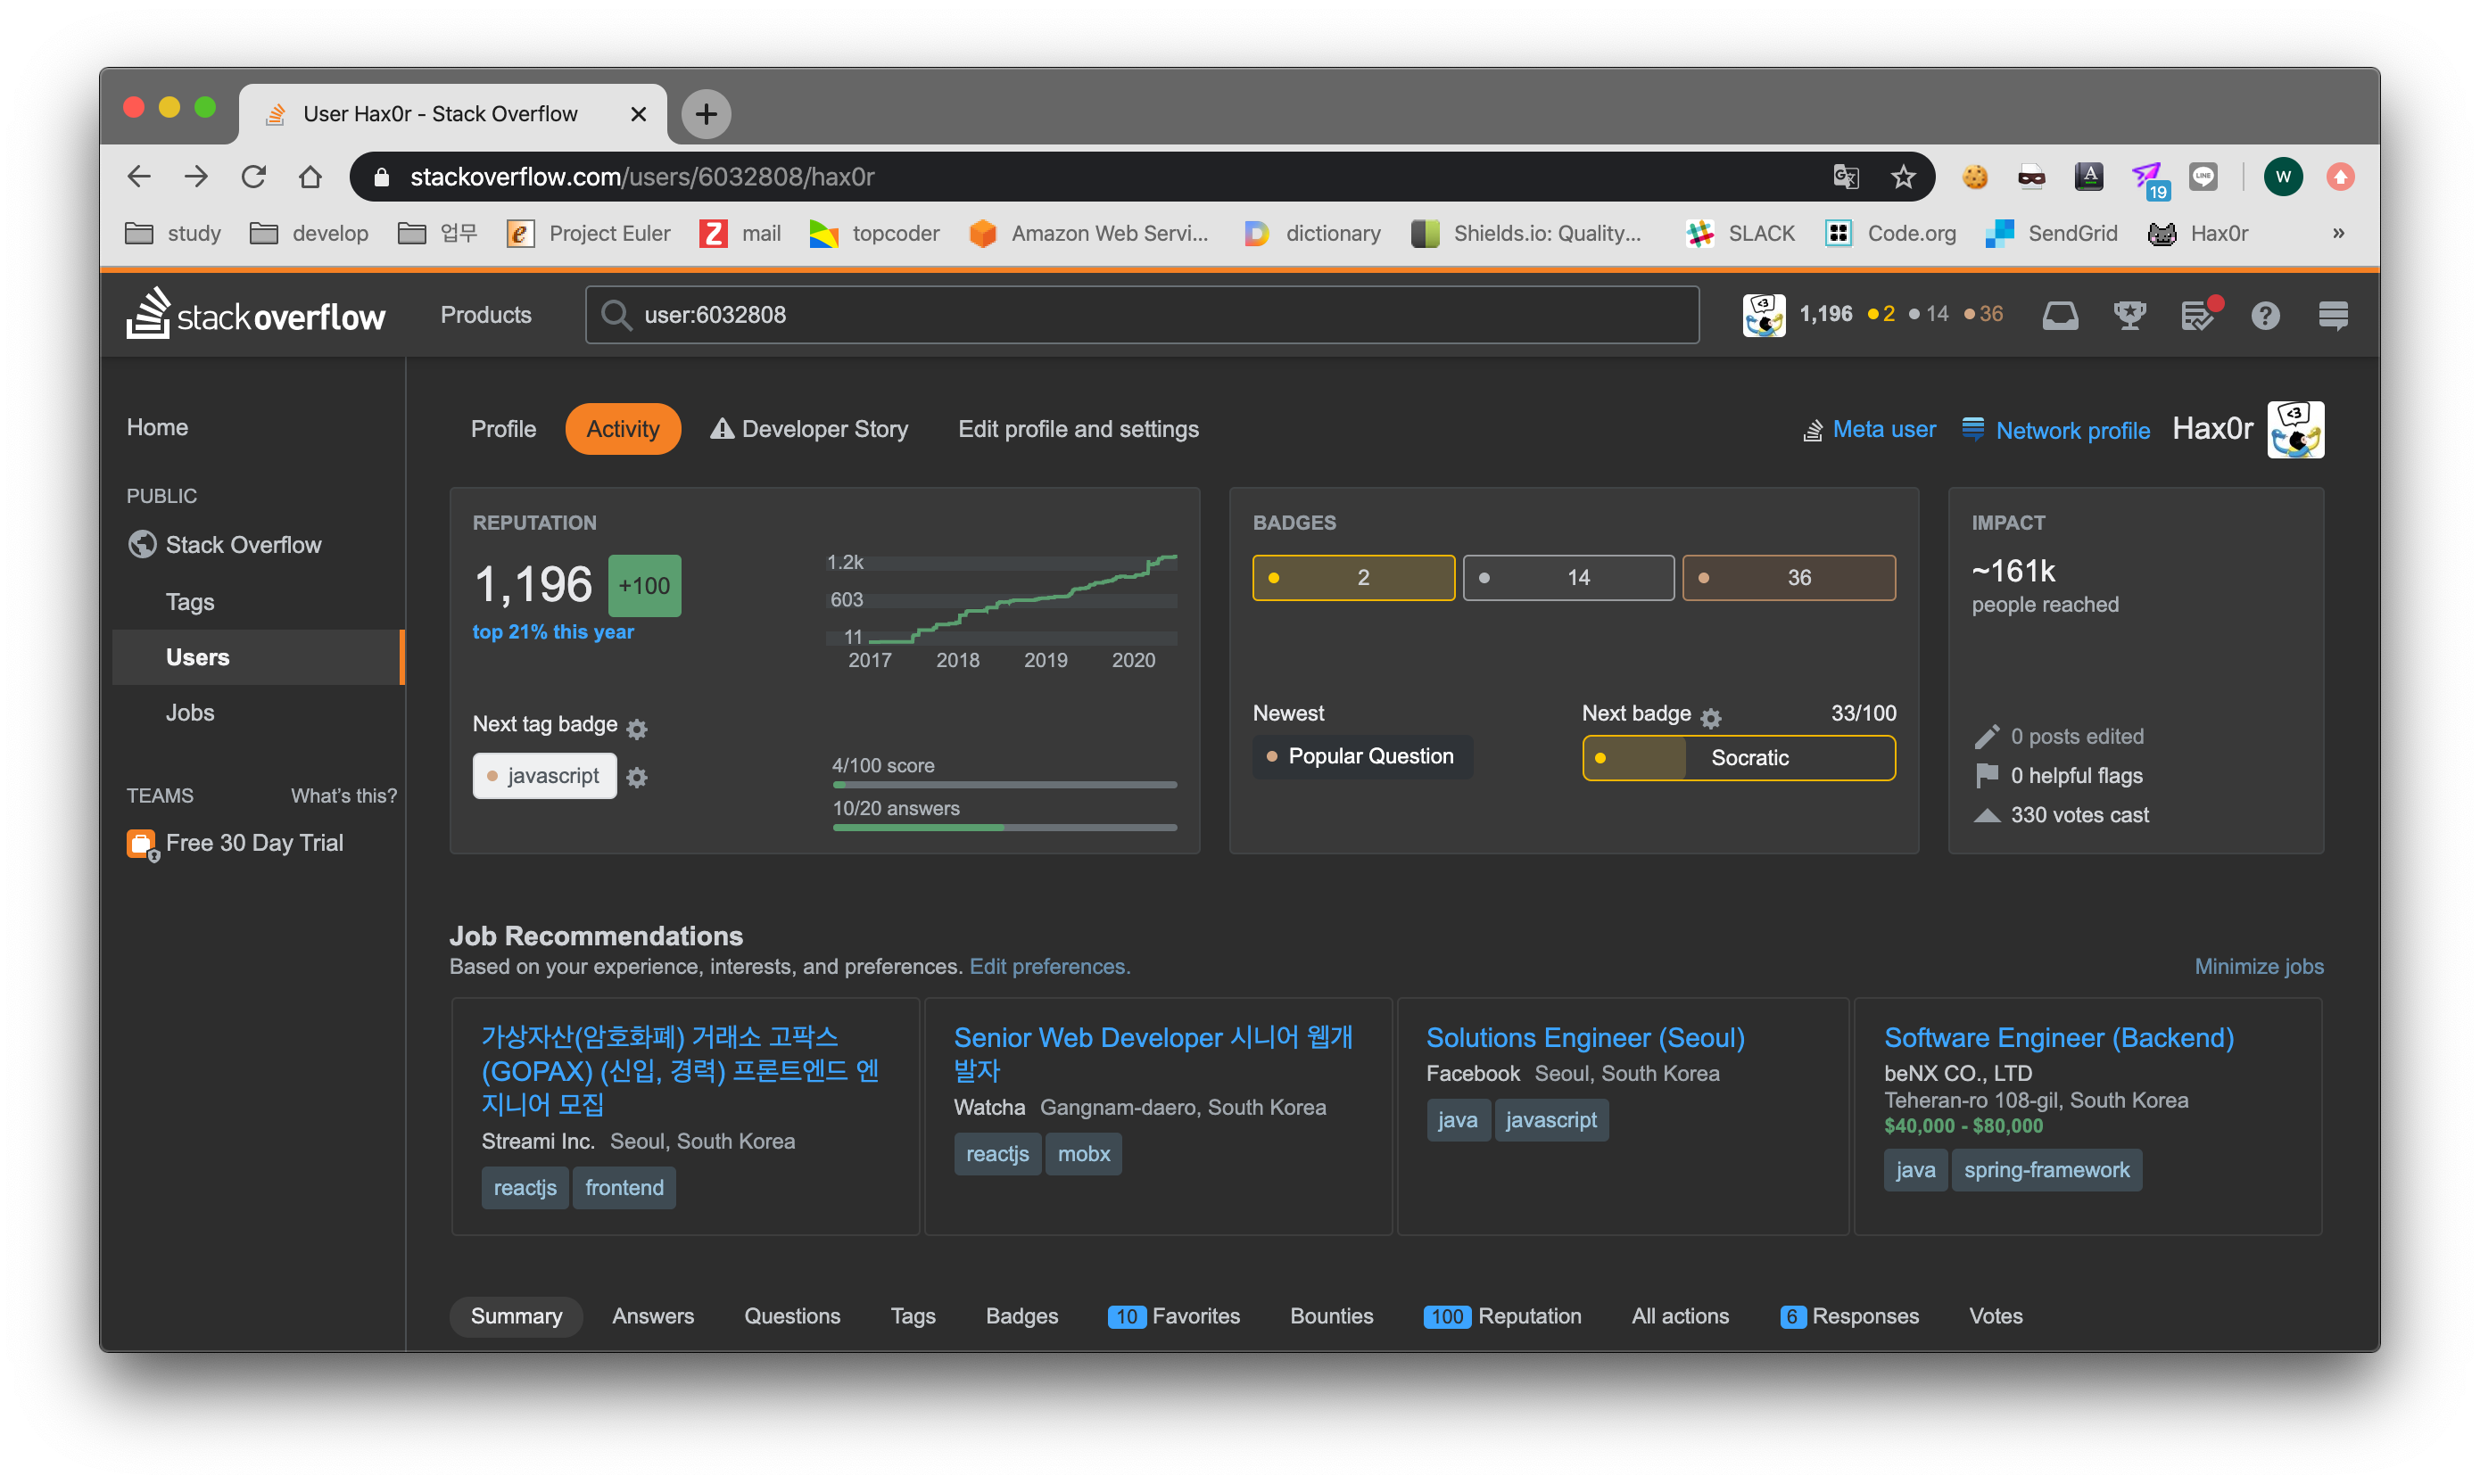 User Hax0r - Stack Overflow
stackoverflow.com/users/6032808/hax0r
19
W
study develop 업무 Project Euler mail topcoder Amazon Web Servi... dictionary Shields.io: Quality... SLACK Code.org SendGrid Hax0r »
stackoverflow Products user:6032808 1,196 2 14 36
Home
PUBLIC
Stack Overflow
Tags
Users
Jobs
TEAMS What's this?
Free 30 Day Trial
Profile Activity Developer Story Edit profile and settings Meta user Network profile Hax0r
REPUTATION
1,196 +100
top 21% this year
1.2k
603
11
2017 2018 2019 2020
Next tag badge
javascript
4/100 score
10/20 answers
BADGES
2 14 36
Newest
Popular Question
Next badge 33/100
Socratic
IMPACT
~161k
people reached
0 posts edited
0 helpful flags
330 votes cast
Job Recommendations
Based on your experience, interests, and preferences. Edit preferences. Minimize jobs
가상자산(암호화폐) 거래소 고팍스
(GOPAX) (신입, 경력) 프론트엔드 엔
지니어 모집
Streami Inc. Seoul, South Korea
reactjs frontend
Senior Web Developer 시니어 웹개
발자
Watcha Gangnam-daero, South Korea
reactjs mobx
Solutions Engineer (Seoul)
Facebook Seoul, South Korea
java javascript
Software Engineer (Backend)
beNX CO., LTD
Teheran-ro 108-gil, South Korea
$40,000 - $80,000
java spring-framework
Summary Answers Questions Tags Badges 10 Favorites Bounties 100 Reputation All actions 6 Responses Votes